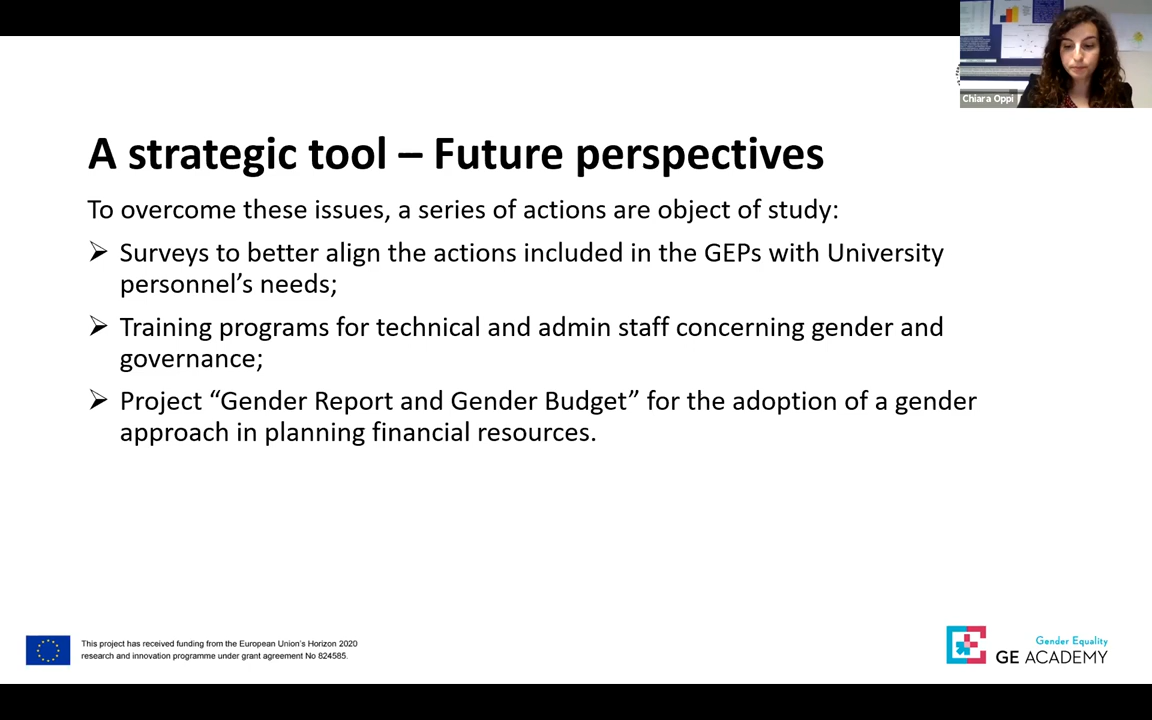 Chiara Oppi
A strategic tool – Future perspectives
To overcome these issues, a series of actions are object of study:
Surveys to better align the actions included in the GEPs with University
personnel’s needs;
Training programs for technical and admin staff concerning gender and
governance;
Project “Gender Report and Gender Budget” for the adoption of a gender
approach in planning financial resources.
This project has received funding from the European Union’s Horizon 2020
research and innovation programme under grant agreement No 824585.
Gender Equality
GE ACADEMY